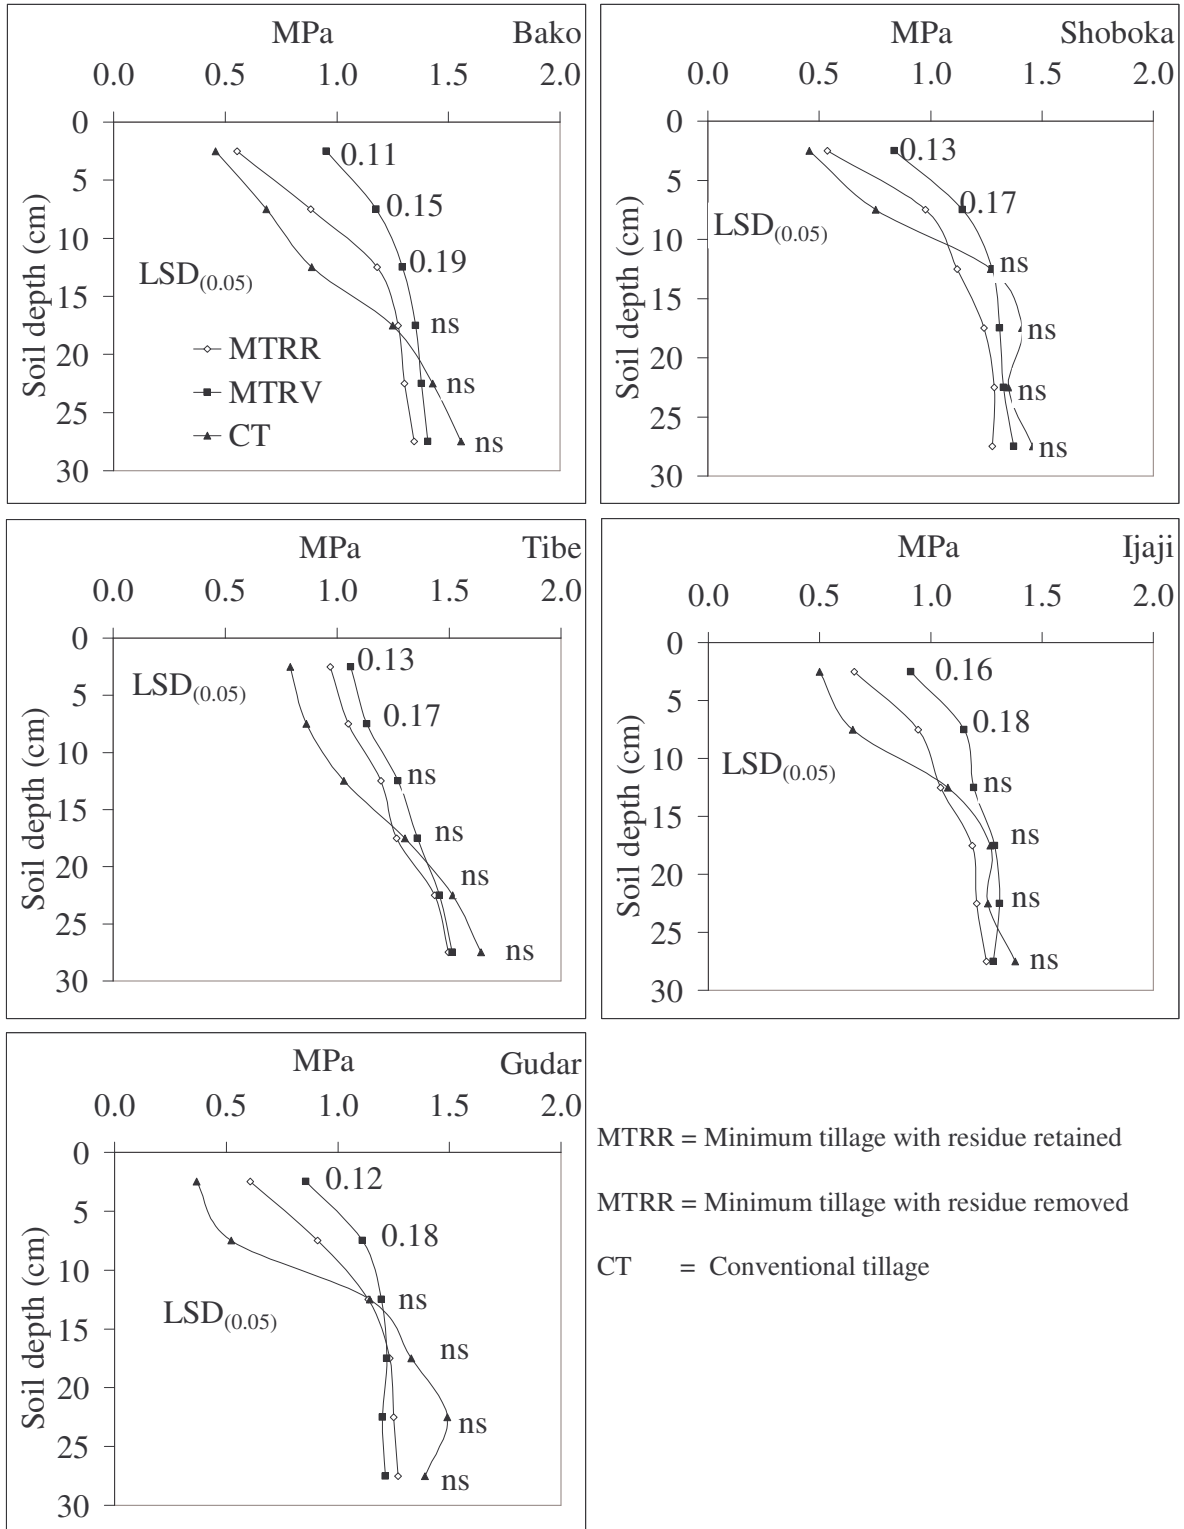 MPa Bako
0.0 0.5 1.0 1.5 2.0
0
5
10
15
20
25
30
Soil depth (cm)
0.11
0.15
0.19
ns
ns
ns
LSD(0.05)
MTRR
MTRV
CT
MPa Shoboka
0.0 0.5 1.0 1.5 2.0
0
5
10
15
20
25
30
Soil depth (cm)
0.13
0.17
LSD(0.05)
ns
ns
ns
ns
MPa Tibe
0.0 0.5 1.0 1.5 2.0
0
5
10
15
20
25
30
Soil depth (cm)
0.13
LSD(0.05)
0.17
ns
ns
ns
ns
MPa Ijaji
0.0 0.5 1.0 1.5 2.0
0
5
10
15
20
25
30
Soil depth (cm)
0.16
0.18
LSD(0.05)
ns
ns
ns
ns
MPa Gudar
0.0 0.5 1.0 1.5 2.0
0
5
10
15
20
25
30
Soil depth (cm)
0.12
0.18
ns
LSD(0.05)
ns
ns
ns
MTRR = Minimum tillage with residue retained
MTRR = Minimum tillage with residue removed
CT = Conventional tillage